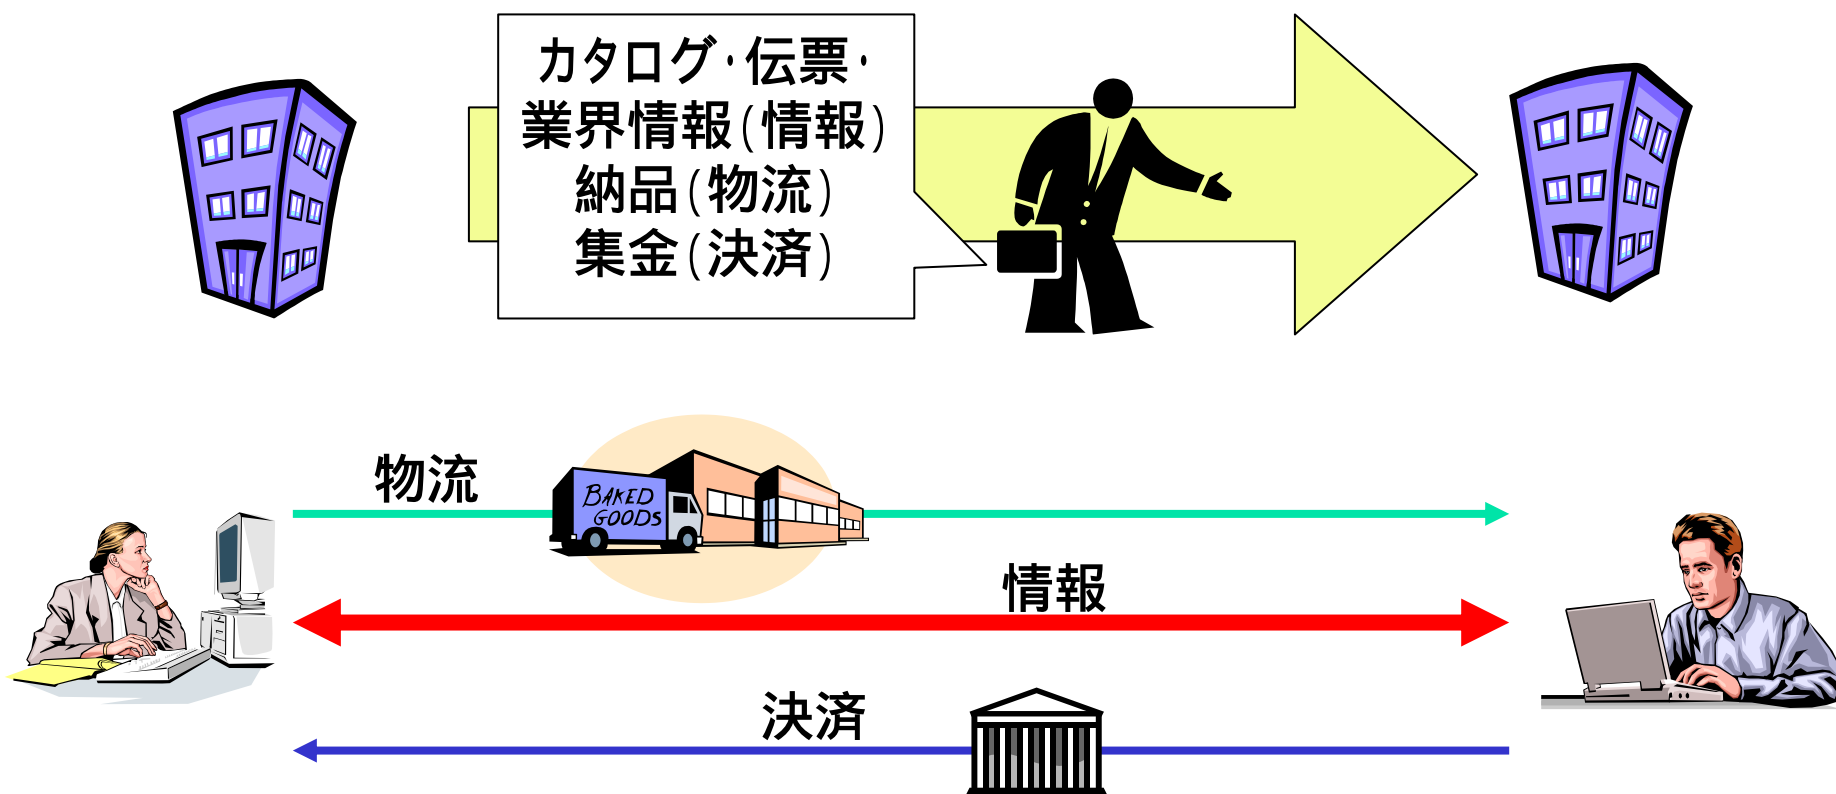 カタログ・伝票・
業界情報(情報)
納品(物流)
集金(決済)
物流
BAKED
GOODS
情報
決済